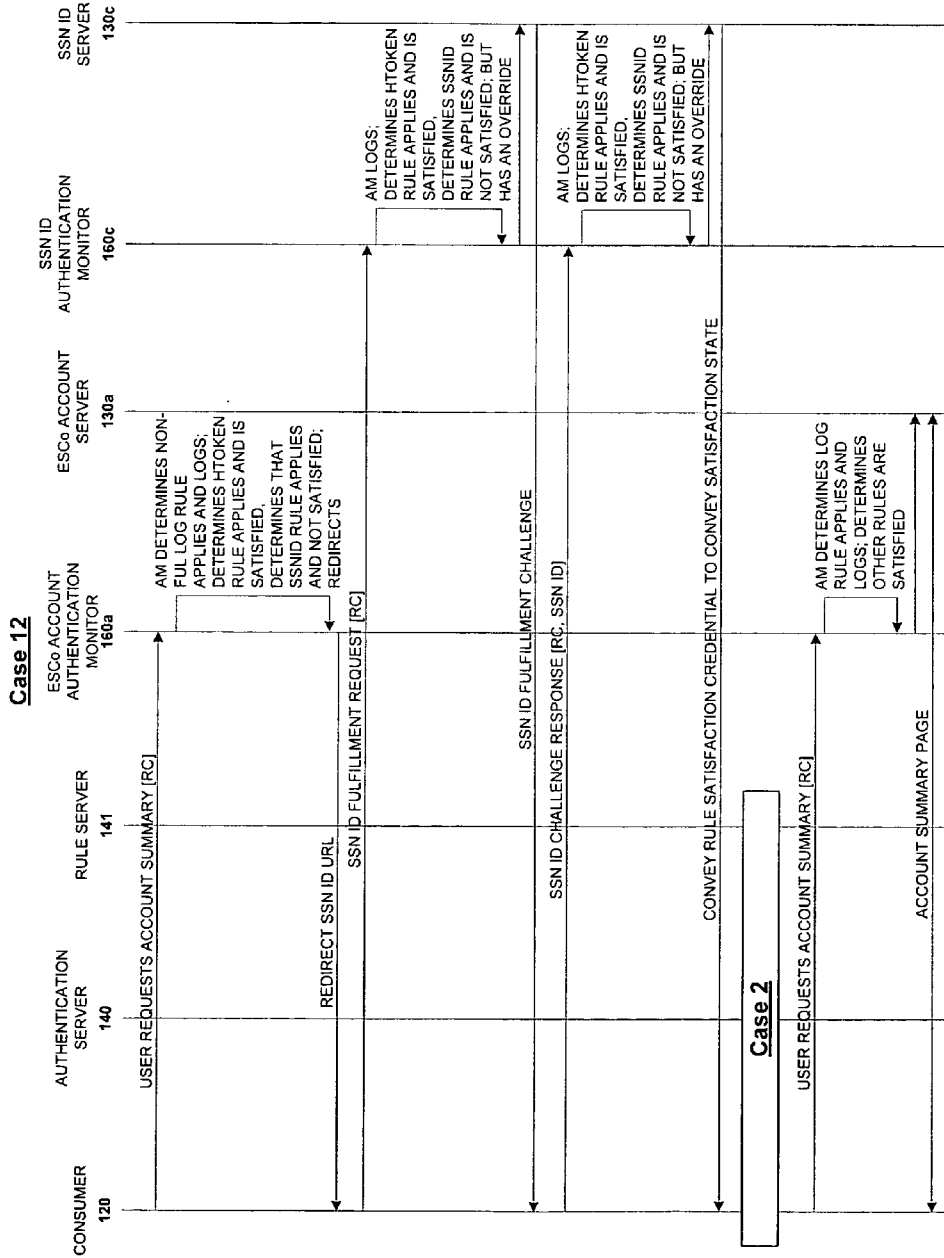 Case 12
CONSUMER
120
AUTHENTICATION
SERVER
140
RULE SERVER
141
ESCo ACCOUNT
AUTHENTICATION
MONITOR
160a
ESCo ACCOUNT
SERVER
130a
SSN ID
AUTHENTICATION
MONITOR
160c
SSN ID
SERVER
130c
USER REQUESTS ACCOUNT SUMMARY [RC]
AM DETERMINES NON-
FUL LOG RULE
APPLIES AND LOGS;
DETERMINES HTOKEN
RULE APPLIES AND IS
SATISFIED,
DETERMINES THAT
SSNID RULE APPLIES
AND NOT SATISFIED;
REDIRECTS
REDIRECT SSN ID URL
SSN ID FULFILLMENT REQUEST [RC]
AM LOGS;
DETERMINES HTOKEN
RULE APPLIES AND IS
SATISFIED,
DETERMINES SSNID
RULE APPLIES AND IS
NOT SATISFIED; BUT
HAS AN OVERRIDE
SSN ID FULFILLMENT CHALLENGE
SSN ID CHALLENGE RESPONSE [RC, SSN ID]
AM LOGS;
DETERMINES HTOKEN
RULE APPLIES AND IS
SATISFIED,
DETERMINES SSNID
RULE APPLIES AND IS
NOT SATISFIED; BUT
HAS AN OVERRIDE
CONVEY RULE SATISFACTION CREDENTIAL TO CONVEY SATISFACTION STATE
Case 2
USER REQUESTS ACCOUNT SUMMARY [RC]
AM DETERMINES LOG
RULE APPLIES AND
LOGS; DETERMINES
OTHER RULES ARE
SATISFIED
ACCOUNT SUMMARY PAGE